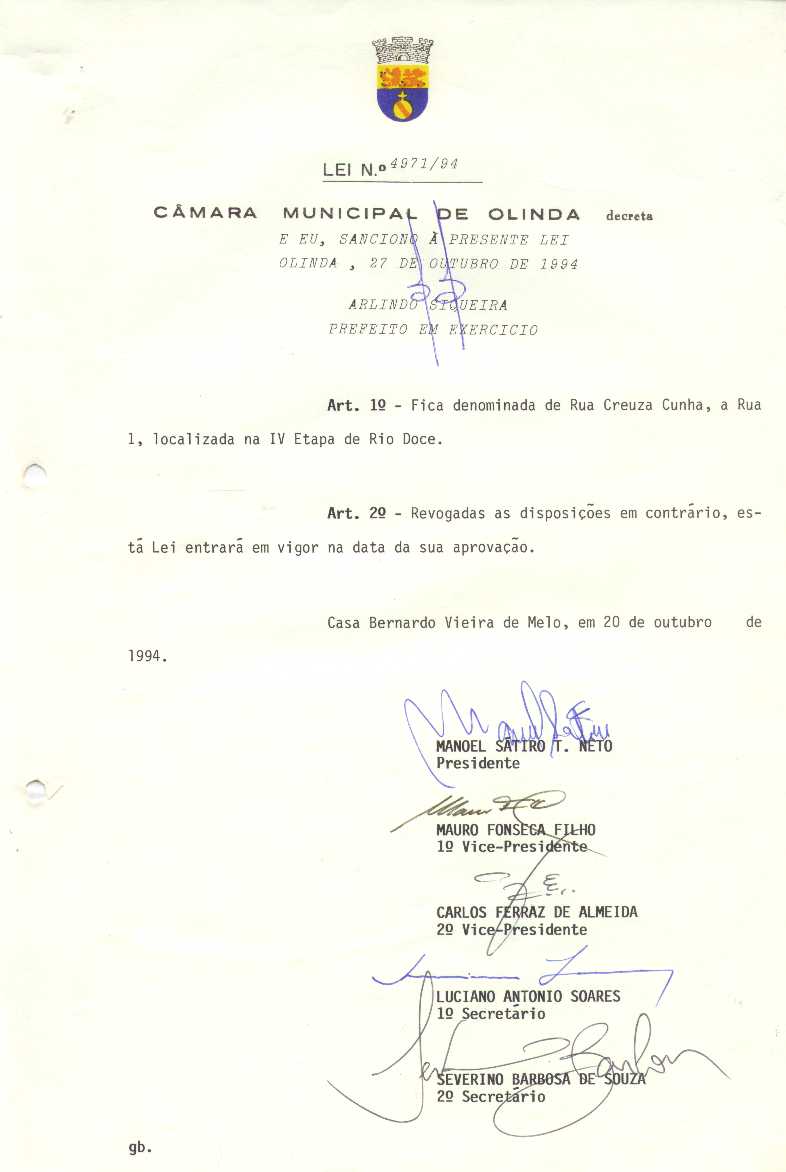 LEI N.º 4971/94
CÂMARA MUNICIPAL DE OLINDA decreta
E EU, SANCIONO À PRESENTE LEI
OLINDA , 27 DE OUTUBRO DE 1994
ARLINDO SIQUEIRA
PREFEITO EM EXERCICIO
Art. 1º - Fica denominada de Rua Creuza Cunha, a Rua
1, localizada na IV Etapa de Rio Doce.
Art. 2º - Revogadas as disposições em contrário, es-
tá Lei entrará em vigor na data da sua aprovação.
Casa Bernardo Vieira de Melo, em 20 de outubro de
1994.
MANOEL SÁTIRO T. NETO
Presidente
MAURO FONSECA FILHO
1º Vice-Presidente
CARLOS FERRAZ DE ALMEIDA
2º Vice-Presidente
LUCIANO ANTONIO SOARES
1º Secretário
SEVERINO BARBOSA DE SOUZA
2º Secretário
gb.